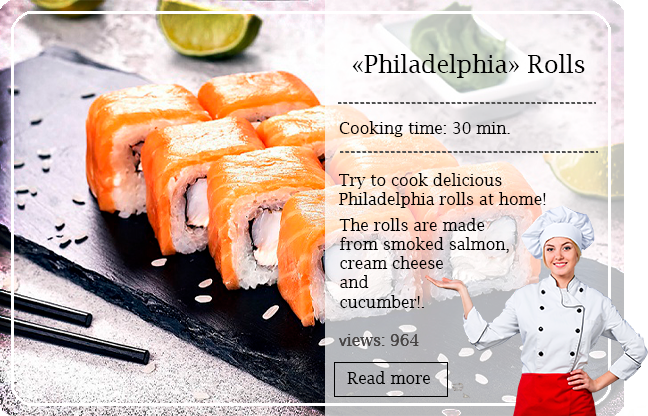 «Philadelphia» Rolls
Cooking time: 30 min.
Try to cook delicious
Philadelphia rolls at home!
The rolls are made
from smoked salmon,
cream cheese
and
cucumber!.
views: 964
Read more